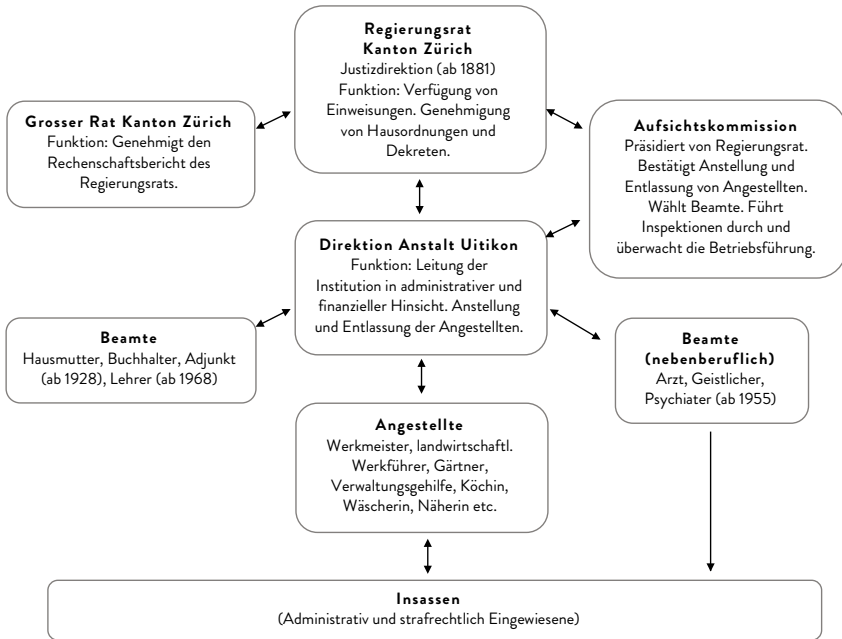 Regierungsrat
Kanton Zürich
Justizdirektion (ab 1881)
Funktion: Verfügung von
Einweisungen. Genehmigung
von Hausordnungen und
Dekreten.
Grosser Rat Kanton Zürich
Funktion: Genehmigt den
Rechenschaftsbericht des
Regierungsrats.
Aufsichtskommission
Präsidiert von Regierungsrat.
Bestätigt Anstellung und
Entlassung von Angestellten.
Wählt Beamte. Führt
Inspektionen durch und
überwacht die Betriebsführung.
Direktion Anstalt Uitikon
Funktion: Leitung der
Institution in administrativer und
finanzieller Hinsicht. Anstellung
und Entlassung der Angestellten.
Beamte
Hausmutter, Buchhalter, Adjunkt
(ab 1928), Lehrer (ab 1968)
Beamte
(nebenberuflich)
Arzt, Geistlicher,
Psychiater (ab 1955)
Angestellte
Werkmeister, landwirtschaftl.
Werkführer, Gärtner,
Verwaltungsgehilfe, Köchin,
Wäscherin, Näherin etc.
Insassen
(Administrativ und strafrechtlich Eingewiesene)